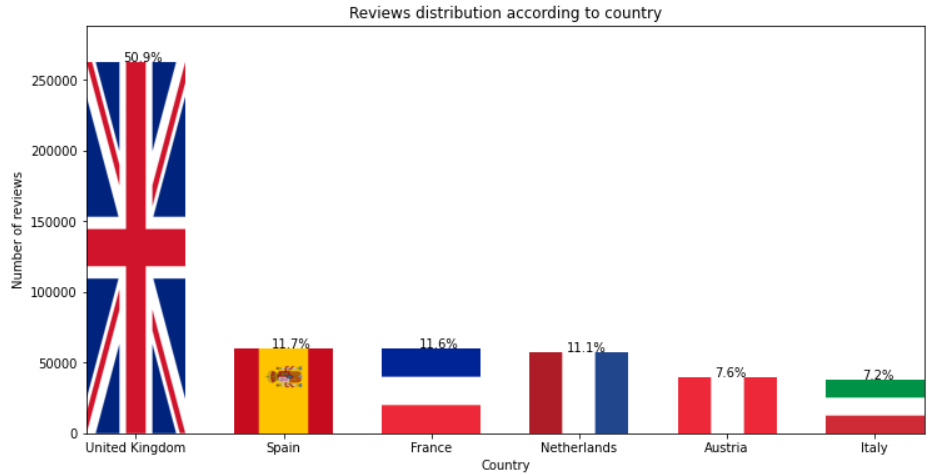 Reviews distribution according to country
50.9%
250000
200000
150000
Number of reviews
100000
50000
0
11.7%
11.6%
11.1%
7.6%
7.2%
United Kingdom
Spain
France
Netherlands
Austria
Italy
Country